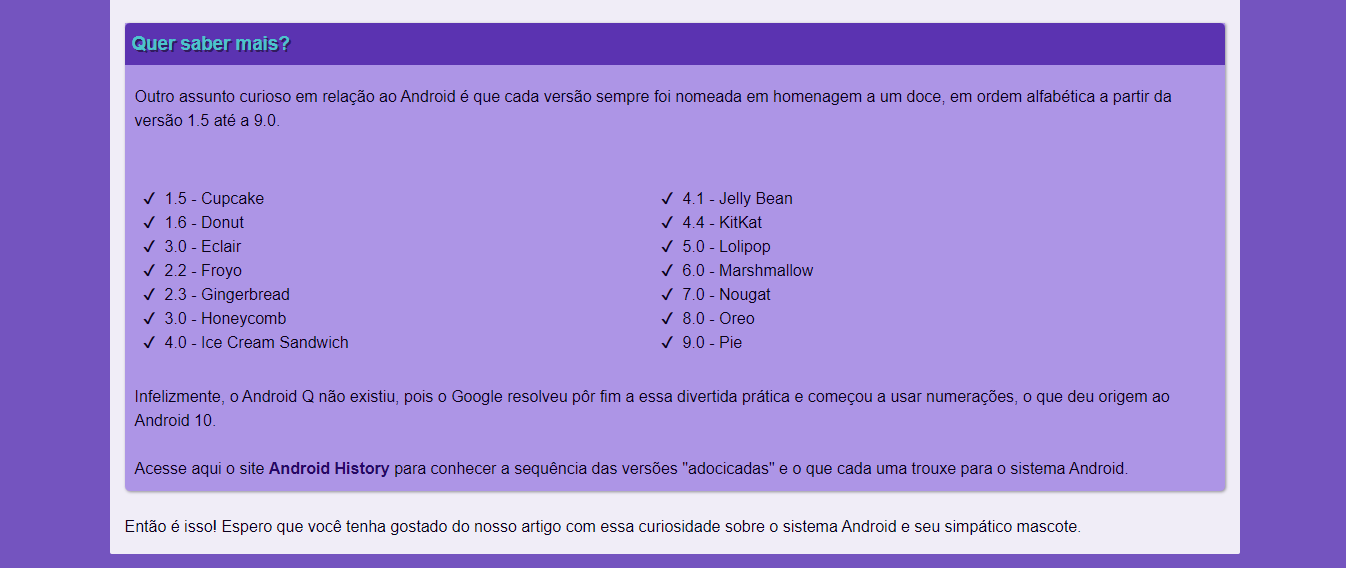 Quer saber mais?
Outro assunto curioso em relação ao Android é que cada versão sempre foi nomeada em homenagem a um doce, em ordem alfabética a partir da
versão 1.5 até a 9.0.
✓ 1.5 - Cupcake
✓ 1.6 - Donut
✓ 3.0 - Eclair
✓ 2.2 - Froyo
✓ 2.3 - Gingerbread
✓ 3.0 - Honeycomb
✓ 4.0 - Ice Cream Sandwich
✓ 4.1 - Jelly Bean
✓ 4.4 - KitKat
✓ 5.0 - Lolipop
✓ 6.0 - Marshmallow
✓ 7.0 - Nougat
✓ 8.0 - Oreo
✓ 9.0 - Pie
Infelizmente, o Android Q não existiu, pois o Google resolveu pôr fim a essa divertida prática e começou a usar numerações, o que deu origem ao
Android 10.
Acesse aqui o site Android History para conhecer a sequência das versões "adocicadas" e o que cada uma trouxe para o sistema Android.
Então é isso! Espero que você tenha gostado do nosso artigo com essa curiosidade sobre o sistema Android e seu simpático mascote.